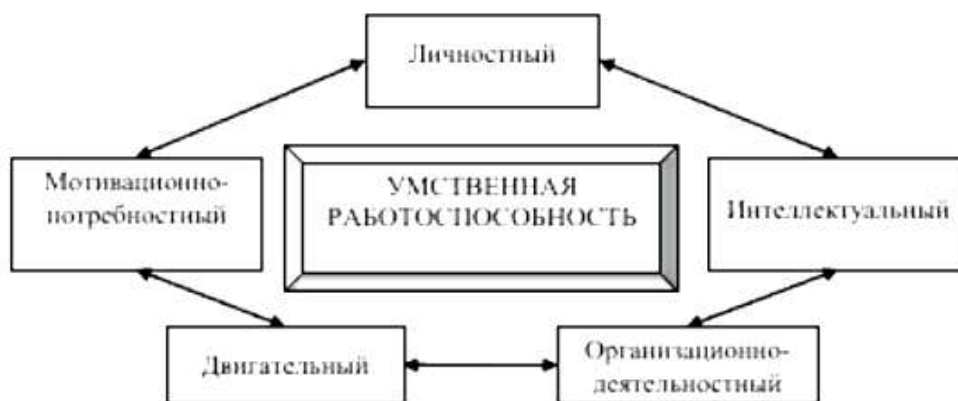 Личностный
Мотивационно-
потребностный
УМСТВЕННАЯ
РАБОТОСПОСОБНОСТЬ
Интеллектуальный
Двигательный
Организационно-
деятельностный